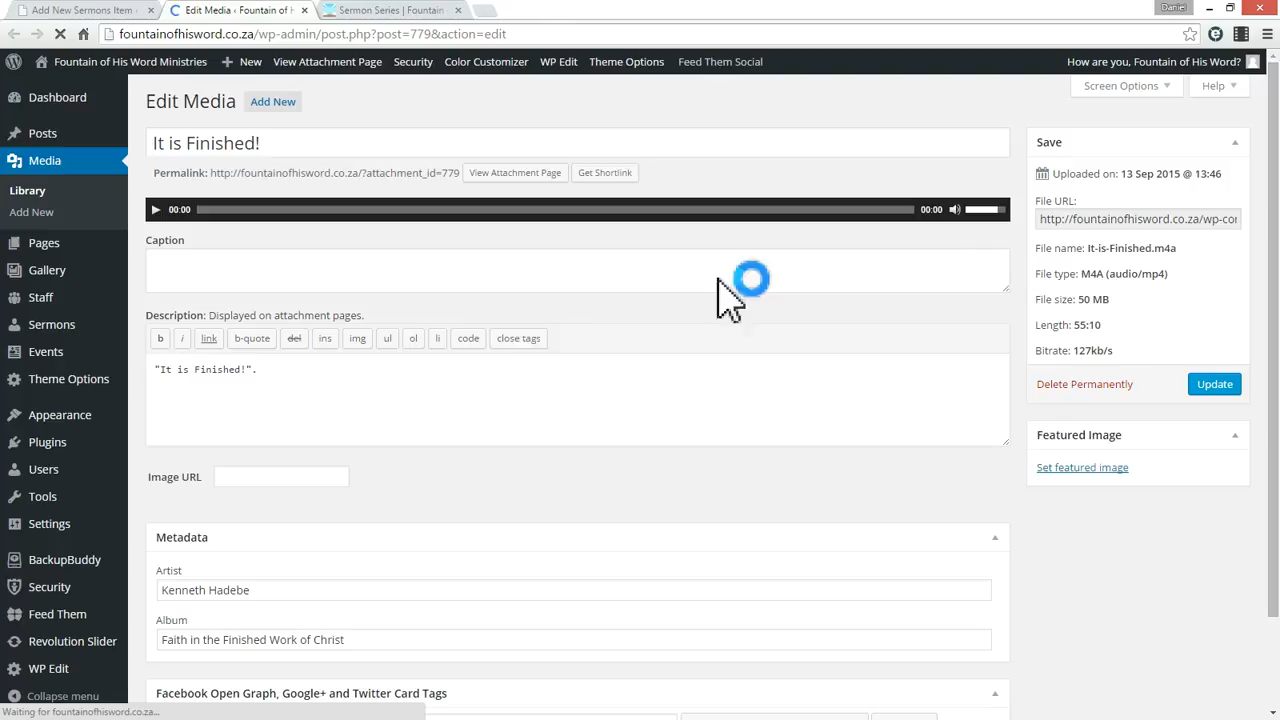 Add New Sermons Item
Edit Media ‹ Fountain of H
Sermon Series | Fountain
Daniel
fountainofhisword.co.za/wp-admin/post.php?post=779&action=edit
Fountain of His Word Ministries
New
View Attachment Page
Security
Color Customizer
WP Edit
Theme Options
Feed Them Social
How are you, Fountain of His Word?
Screen Options
Help
Dashboard
Posts
Media
Library
Add New
Pages
Gallery
Staff
Sermons
Events
Theme Options
Appearance
Plugins
Users
Tools
Settings
BackupBuddy
Security
Feed Them
Revolution Slider
WP Edit
Collapse menu
Edit Media
Add New
It is Finished!
Permalink: http://fountainofhisword.co.za/?attachment_id=779
View Attachment Page
Get Shortlink
00:00
00:00
Caption
Description: Displayed on attachment pages.
b
i
link
b-quote
del
ins
img
ul
ol
li
code
close tags
"It is Finished!".
Image URL
Metadata
Artist
Kenneth Hadebe
Album
Faith in the Finished Work of Christ
Facebook Open Graph, Google+ and Twitter Card Tags
Save
Uploaded on: 13 Sep 2015 @ 13:46
File URL:
http://fountainofhisword.co.za/wp-con
File name: It-is-Finished.m4a
File type: M4A (audio/mp4)
File size: 50 MB
Length: 55:10
Bitrate: 127kb/s
Delete Permanently
Update
Featured Image
Set featured image
Waiting for fountainofhisword.co.za...